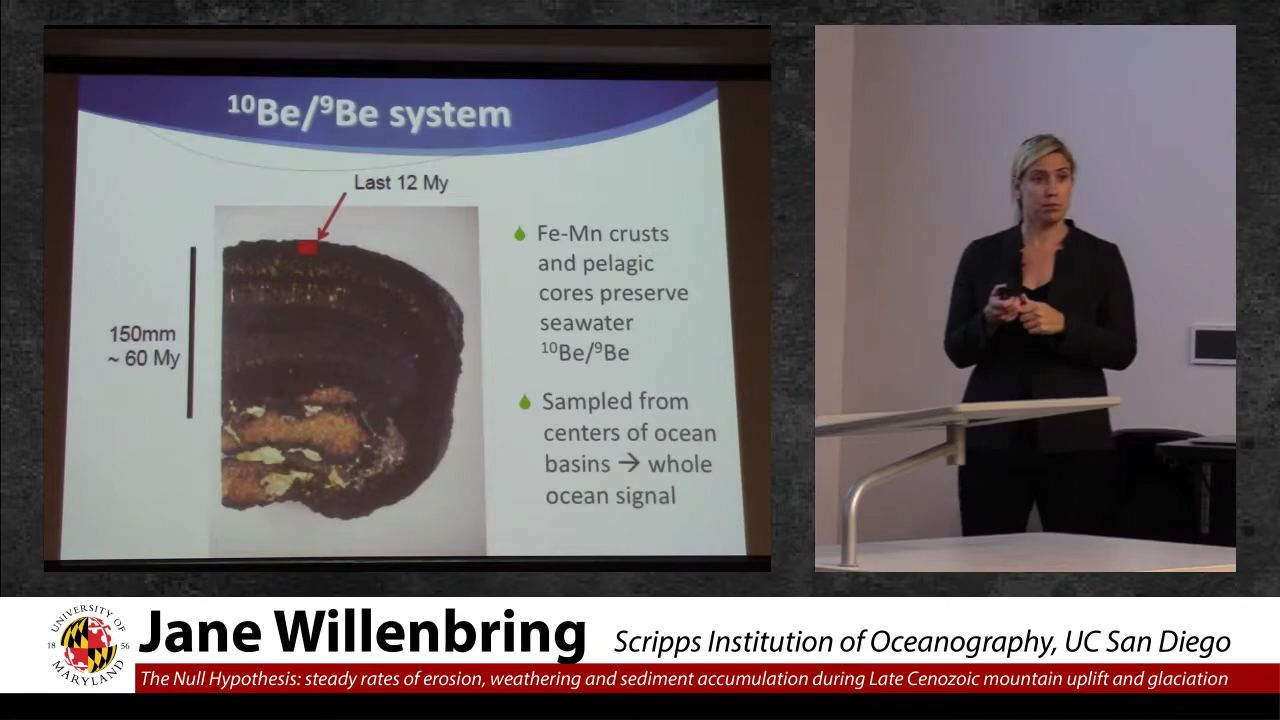 ¹⁰Be/⁹Be system
Last 12 My
150mm
~ 60 My
Fe-Mn crusts
and pelagic
cores preserve
seawater
¹⁰Be/⁹Be
Sampled from
centers of ocean
basins → whole
ocean signal
UNIVERSITY OF
18 56
MARYLAND
Jane Willenbring
Scripps Institution of Oceanography, UC San Diego
The Null Hypothesis: steady rates of erosion, weathering and sediment accumulation during Late Cenozoic mountain uplift and glaciation